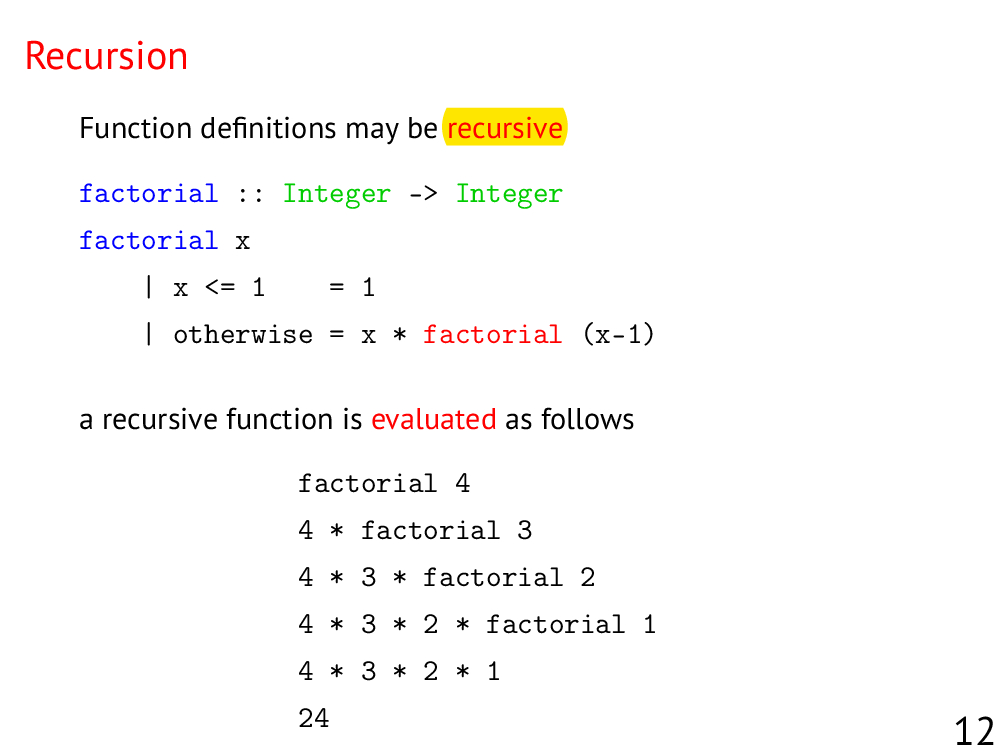 Recursion
Function definitions may be recursive
factorial :: Integer -> Integer
factorial x
    | x <= 1    = 1
    | otherwise = x * factorial (x-1)
a recursive function is evaluated as follows
factorial 4
4 * factorial 3
4 * 3 * factorial 2
4 * 3 * 2 * factorial 1
4 * 3 * 2 * 1
24
12